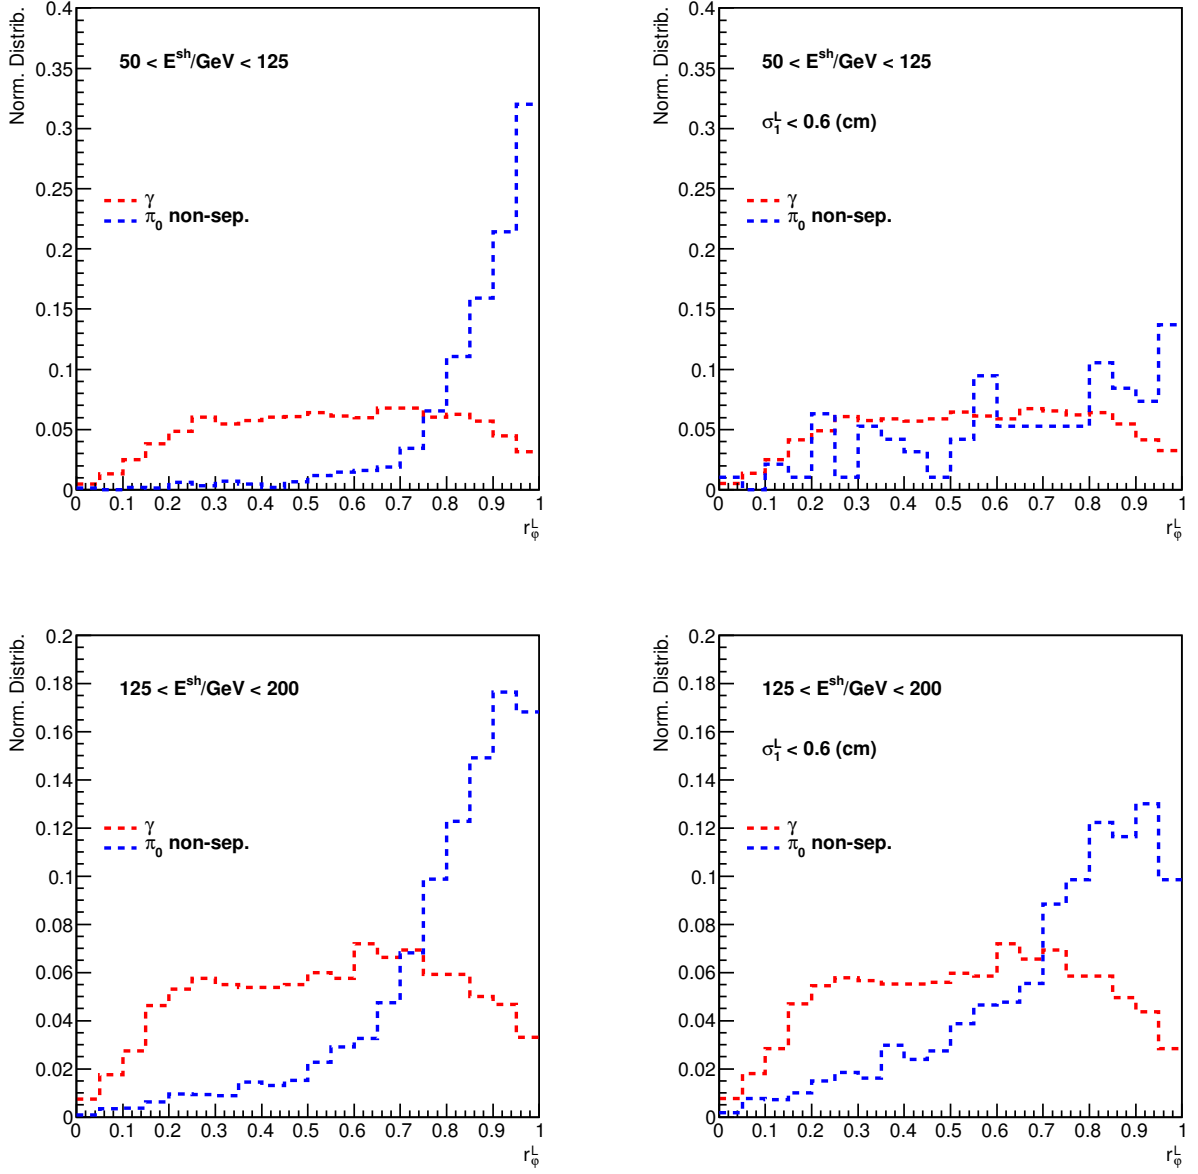 Norm. Distrib.
0.4
0.35
0.3
0.25
0.2
0.15
0.1
0.05
0
50 < E^sh/GeV < 125
γ
π₀ non-sep.
0 0.1 0.2 0.3 0.4 0.5 0.6 0.7 0.8 0.9 1
r_φ^L
Norm. Distrib.
0.4
0.35
0.3
0.25
0.2
0.15
0.1
0.05
0
50 < E^sh/GeV < 125
σ₁^L < 0.6 (cm)
γ
π₀ non-sep.
0 0.1 0.2 0.3 0.4 0.5 0.6 0.7 0.8 0.9 1
r_φ^L
Norm. Distrib.
0.2
0.18
0.16
0.14
0.12
0.1
0.08
0.06
0.04
0.02
0
125 < E^sh/GeV < 200
γ
π₀ non-sep.
0 0.1 0.2 0.3 0.4 0.5 0.6 0.7 0.8 0.9 1
r_φ^L
Norm. Distrib.
0.2
0.18
0.16
0.14
0.12
0.1
0.08
0.06
0.04
0.02
0
125 < E^sh/GeV < 200
σ₁^L < 0.6 (cm)
γ
π₀ non-sep.
0 0.1 0.2 0.3 0.4 0.5 0.6 0.7 0.8 0.9 1
r_φ^L